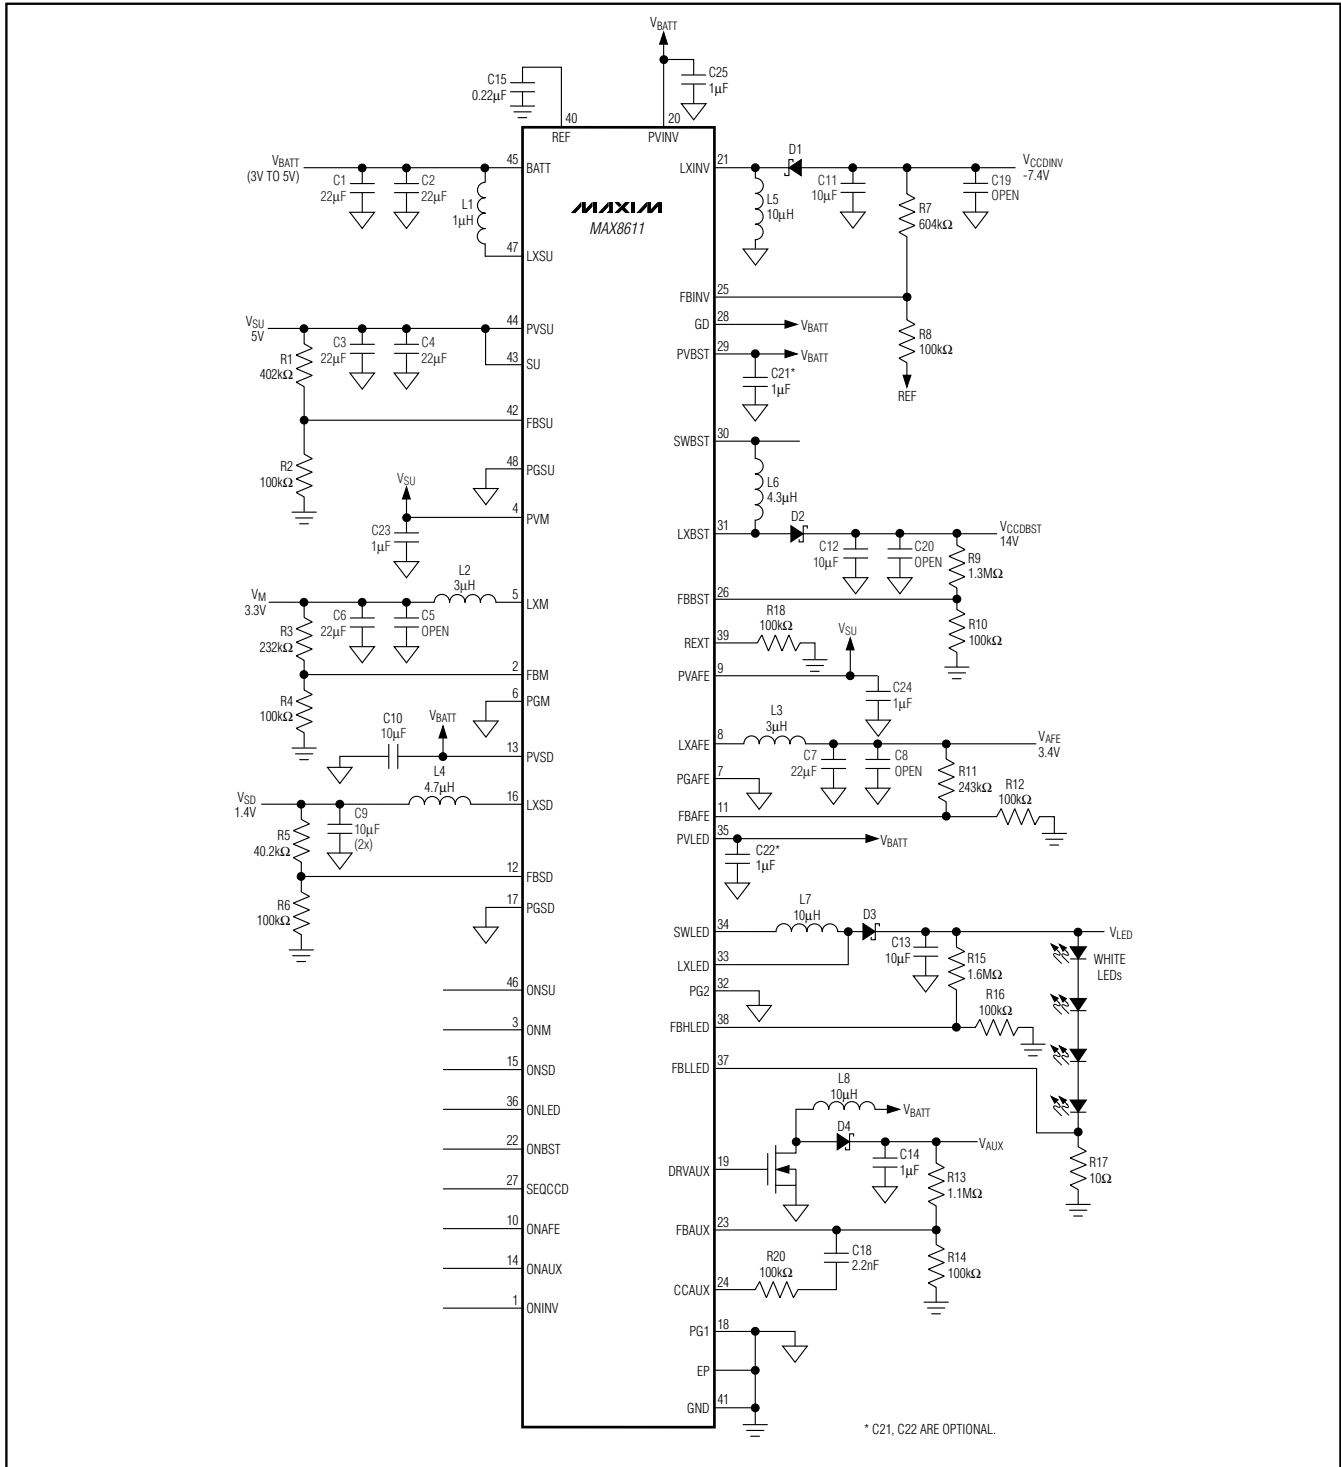 VBATT
C15
0.22µF
C25
1µF
40
REF
20
PVINV
VBATT
(3V TO 5V)
C1
22µF
C2
22µF
L1
1µH
45
BATT
47
LXSU
MAXIM
MAX8611
VSU
5V
R1
402kΩ
C3
22µF
C4
22µF
44
PVSU
43
SU
42
FBSU
R2
100kΩ
48
PGSU
VSU
4
PVM
C23
1µF
VM
3.3V
L2
3µH
5
LXM
R3
232kΩ
C6
22µF
C5
OPEN
2
FBM
6
PGM
R4
100kΩ
C10
10µF
VBATT
13
PVSD
L4
4.7µH
VSD
1.4V
16
LXSD
C9
10µF
(2x)
R5
40.2kΩ
12
FBSD
17
PGSD
R6
100kΩ
46
ONSU
3
ONM
15
ONSD
36
ONLED
22
ONBST
27
SEQCCD
10
ONAFE
14
ONAUX
1
ONINV
LXINV
21
D1
VCCDINV
-7.4V
L5
10µH
C11
10µF
R7
604kΩ
C19
OPEN
FBINV
25
GD
28
VBATT
R8
100kΩ
REF
PVBST
29
VBATT
C21*
1µF
SWBST
30
L6
4.3µH
LXBST
31
D2
VCCDBST
14V
C12
10µF
C20
OPEN
R9
1.3MΩ
FBBST
26
R10
100kΩ
REXT
39
R18
100kΩ
VSU
PVAFE
9
C24
1µF
LXAFE
8
L3
3µH
VAFE
3.4V
C7
22µF
C8
OPEN
R11
243kΩ
R12
100kΩ
PGAFE
7
FBAFE
11
PVLED
35
VBATT
C22*
1µF
SWLED
34
L7
10µH
D3
VLED
C13
10µF
R15
1.6MΩ
WHITE
LEDs
LXLED
33
PG2
32
R16
100kΩ
FBHLED
38
FBLLED
37
L8
10µH
VBATT
D4
VAUX
DRVAUX
19
C14
1µF
R13
1.1MΩ
R17
10Ω
FBAUX
23
C18
2.2nF
R14
100kΩ
R20
100kΩ
CCAUX
24
PG1
18
EP
GND
41
* C21, C22 ARE OPTIONAL.